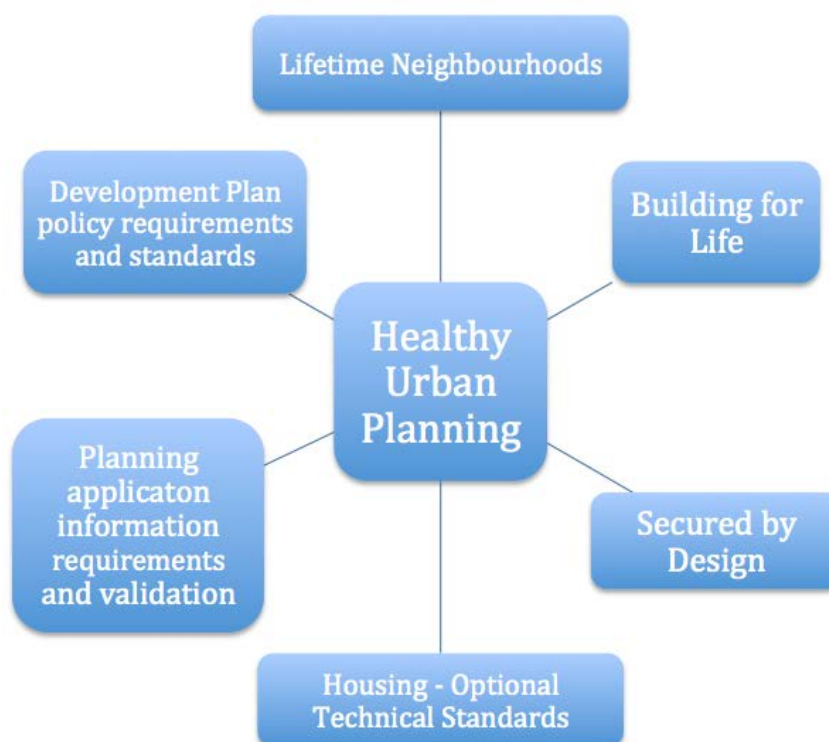 Lifetime Neighbourhoods
Development Plan
policy requirements
and standards
Building for
Life
Healthy
Urban
Planning
Planning
applicaton
information
requirements
and validation
Secured by
Design
Housing - Optional
Technical Standards